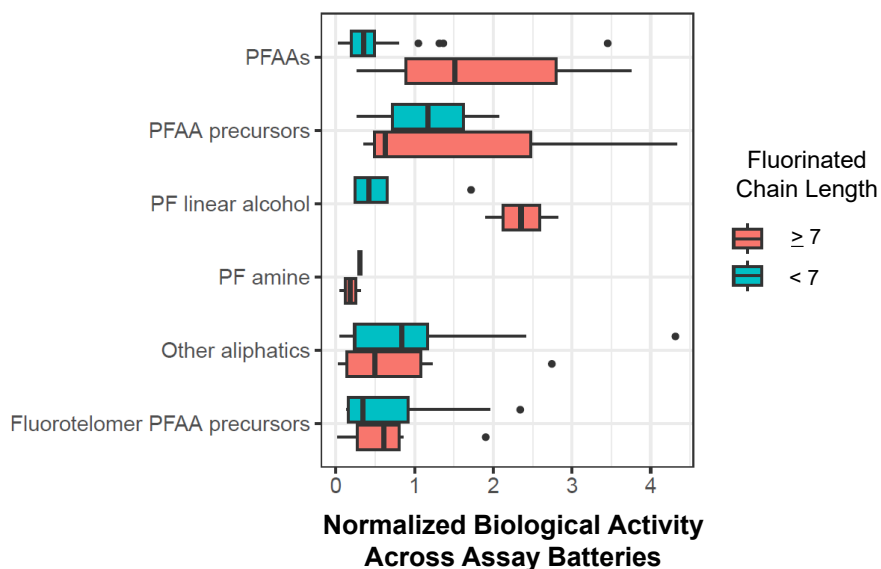 PFAAs
PFAA precursors
PF linear alcohol
PF amine
Other aliphatics
Fluorotelomer PFAA precursors
0 1 2 3 4
Normalized Biological Activity
Across Assay Batteries
Fluorinated
Chain Length
≥ 7
< 7